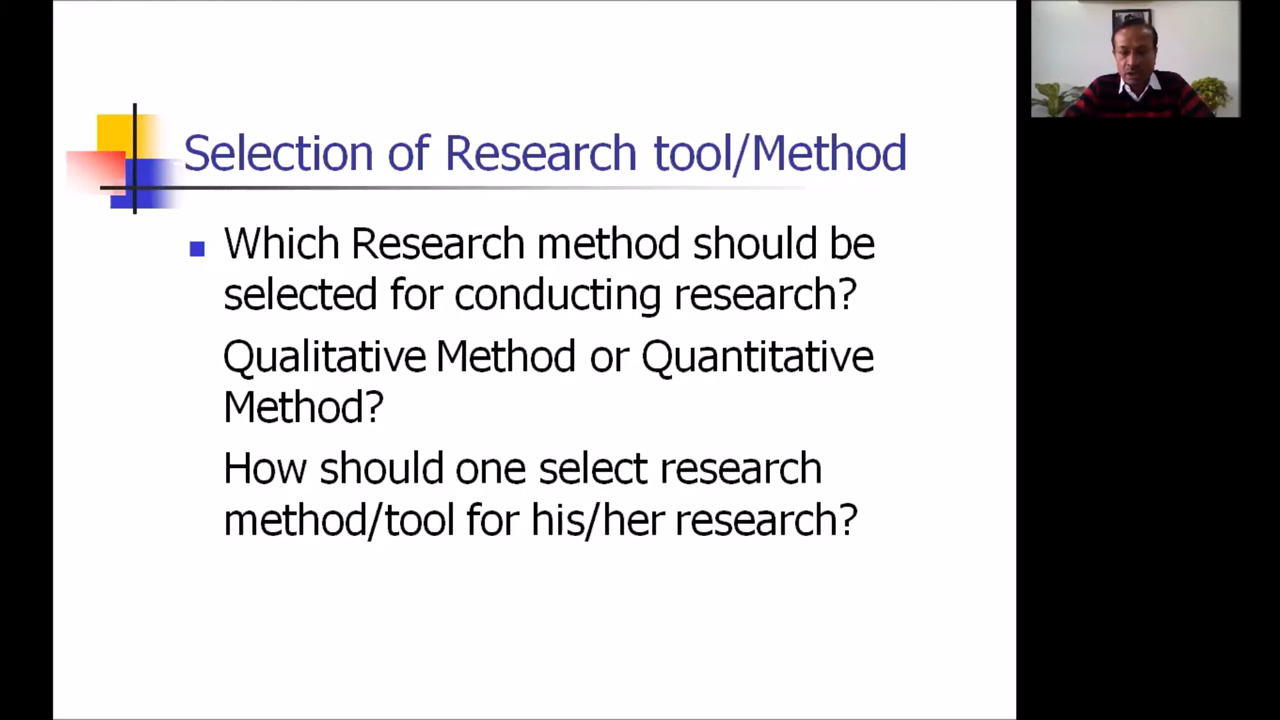 Selection of Research tool/Method
Which Research method should be
selected for conducting research?
Qualitative Method or Quantitative
Method?
How should one select research
method/tool for his/her research?